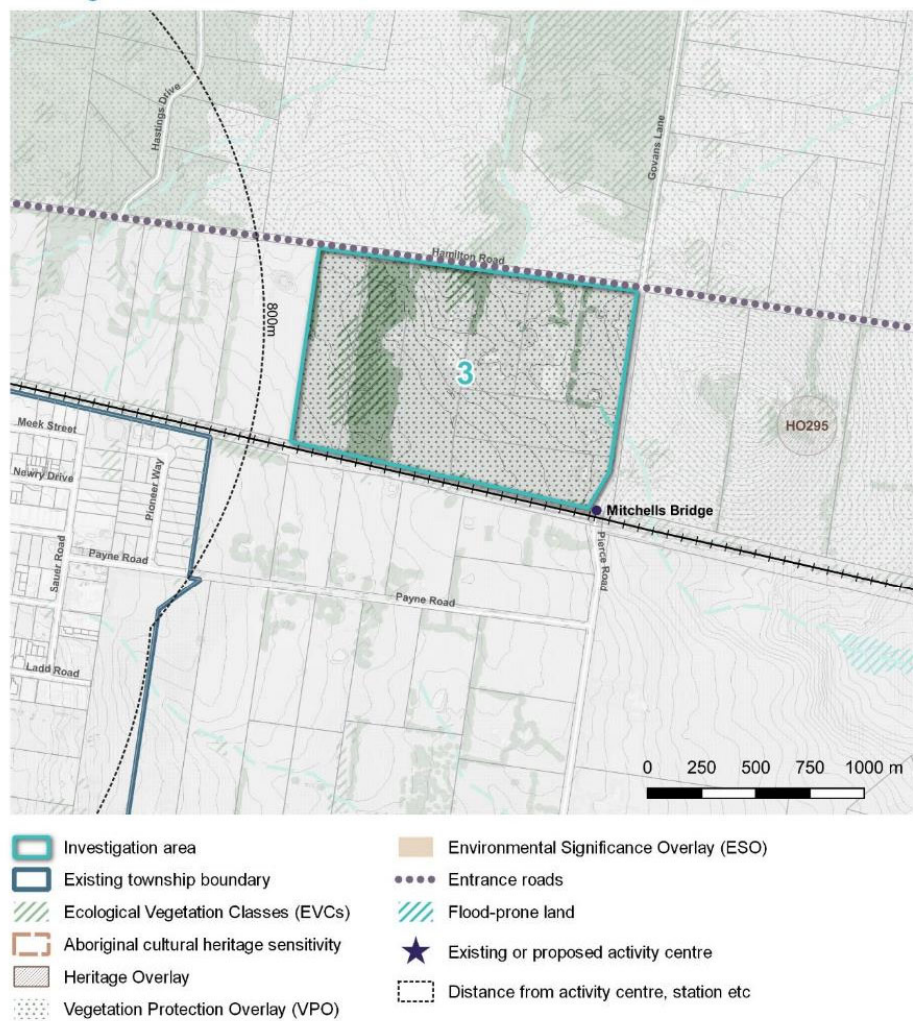 Hastings Drive
Govans Lane
Hamilton Road
800m
3
HO295
Meek Street
Newry Drive
Pioneer Way
Sauer Road
Payne Road
Mitchells Bridge
Pierce Road
Payne Road
Ladd Road
0 250 500 750 1000 m
Investigation area
Existing township boundary
Ecological Vegetation Classes (EVCs)
Aboriginal cultural heritage sensitivity
Heritage Overlay
Vegetation Protection Overlay (VPO)
Environmental Significance Overlay (ESO)
Entrance roads
Flood-prone land
Existing or proposed activity centre
Distance from activity centre, station etc